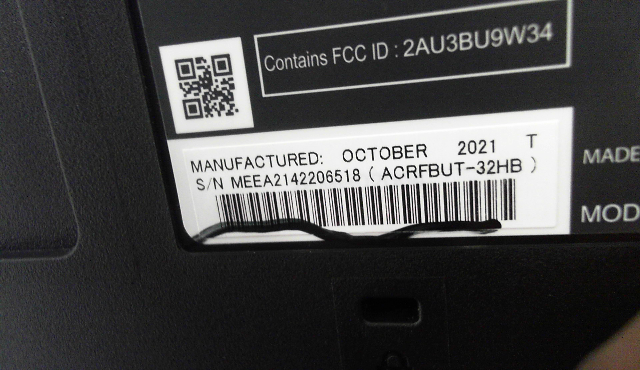 Contains FCC ID : 2AU3BU9W34
MANUFACTURED: OCTOBER 2021 T
S/N MEEA2142206518 ( ACRFBUT-32HB )
MADE
MOD